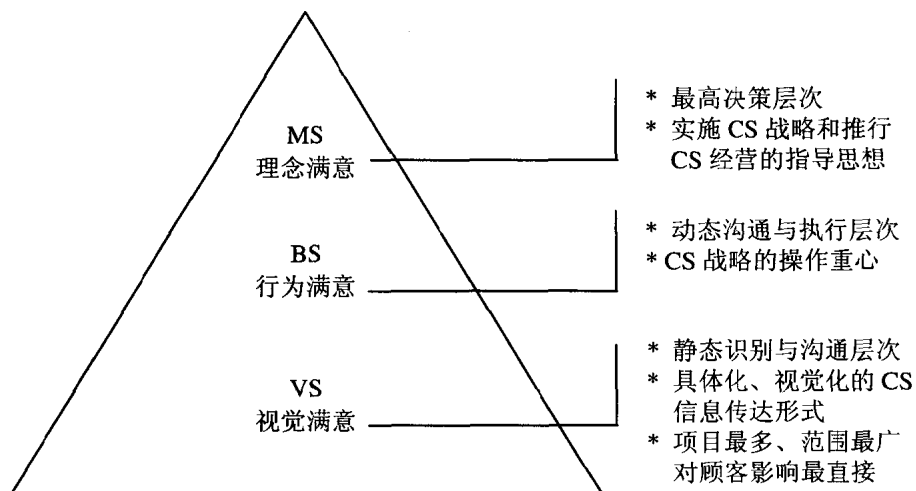 MS
理念满意
* 最高决策层次
* 实施 CS 战略和推行
CS 经营的指导思想
BS
行为满意
* 动态沟通与执行层次
* CS 战略的操作重心
VS
视觉满意
* 静态识别与沟通层次
* 具体化、视觉化的 CS
信息传达形式
* 项目最多、范围最广
对顾客影响最直接